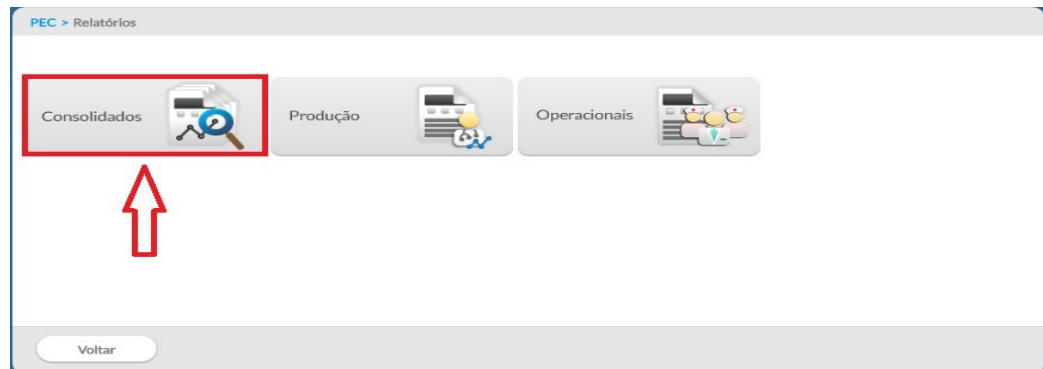 PEC > Relatórios
Consolidados
Produção
Operacionais
Voltar